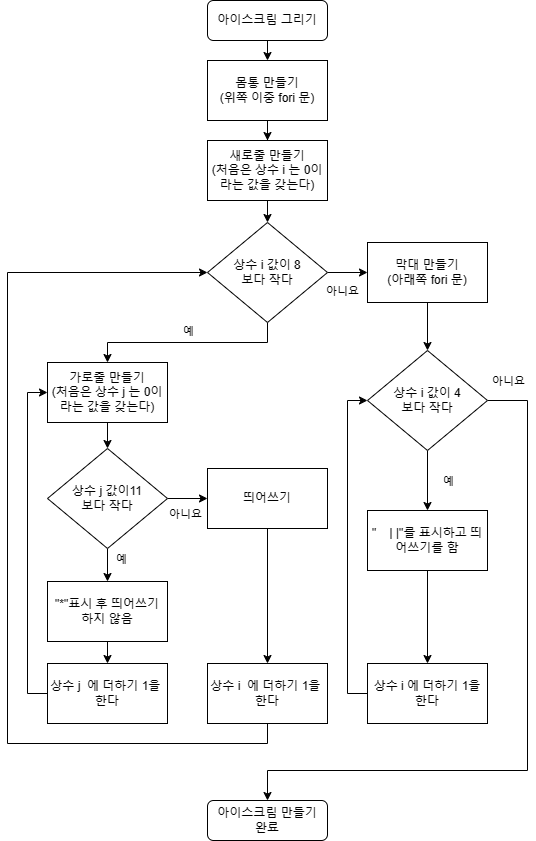 아이스크림 그리기
몸통 만들기
(위쪽 이중 fori 문)
새로줄 만들기
(처음은 상수 i 는 0이
라는 값을 갖는다)
상수 i 값이 8
보다 작다
아니요
막대 만들기
(아래쪽 fori 문)
예
가로줄 만들기
(처음은 상수 j 는 0이
라는 값을 갖는다)
상수 i 값이 4
보다 작다
아니요
상수 j 값이11
보다 작다
아니요
띄어쓰기
예
"    | |"를 표시하고 띄
어쓰기를 함
예
"*"표시 후 띄어쓰기
하지 않음
상수 j  에 더하기 1을
한다
상수 i  에 더하기 1을
한다
상수 i 에 더하기 1을
한다
아이스크림 만들기
완료